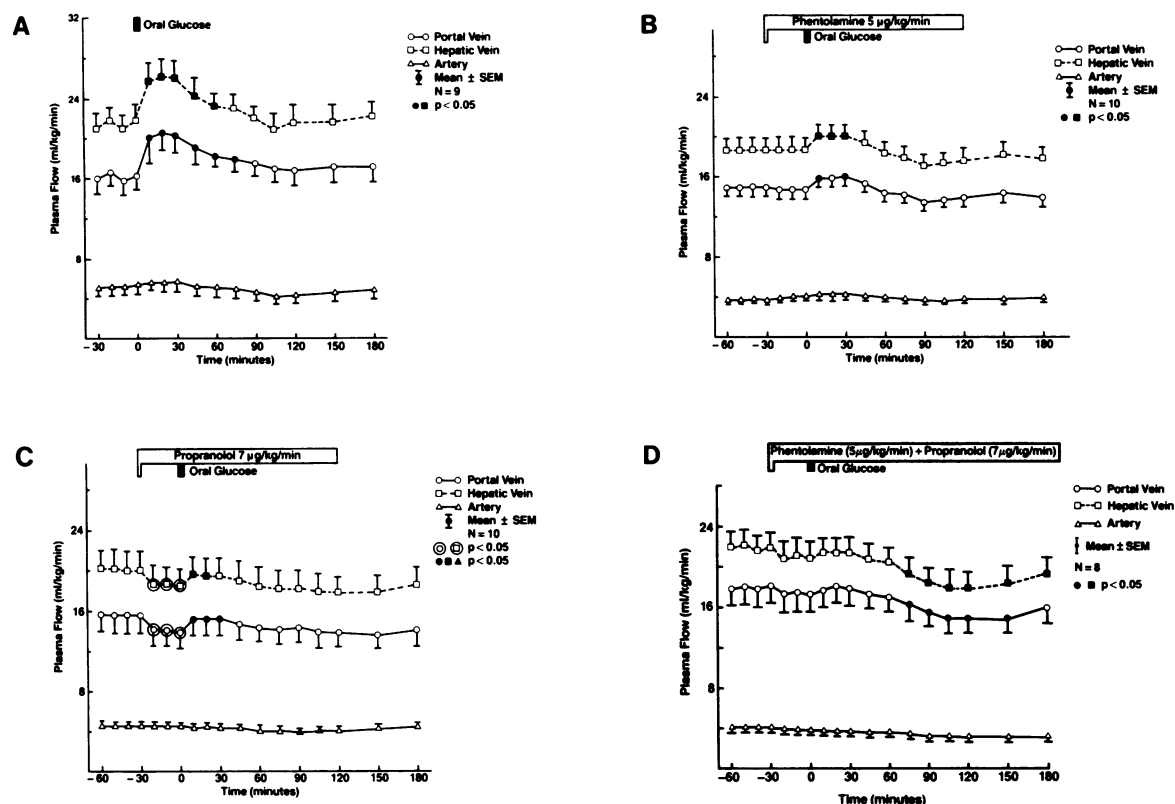 A
Oral Glucose
Portal Vein
Hepatic Vein
Artery
Mean ± SEM
N = 9
p < 0.05
Plasma Flow (ml/kg/min)
32
24
16
8
-30 0 30 60 90 120 150 180
Time (minutes)
B
Phentolamine 5 µg/kg/min
Oral Glucose
Portal Vein
Hepatic Vein
Artery
Mean ± SEM
N = 10
p < 0.05
Plasma Flow (ml/kg/min)
24
16
8
-60 -30 0 30 60 90 120 150 180
Time (minutes)
C
Propranolol 7 µg/kg/min
Oral Glucose
Portal Vein
Hepatic Vein
Artery
Mean ± SEM
N = 10
p < 0.05
p < 0.05
Plasma Flow (ml/kg/min)
24
16
8
-60 -30 0 30 60 90 120 150 180
Time (minutes)
D
Phentolamine (5µg/kg/min) + Propranolol (7µg/kg/min)
Oral Glucose
Portal Vein
Hepatic Vein
Artery
Mean ± SEM
N = 8
p < 0.05
Plasma Flow (ml/kg/min)
24
16
8
-60 -30 0 30 60 90 120 150 180
Time (minutes)